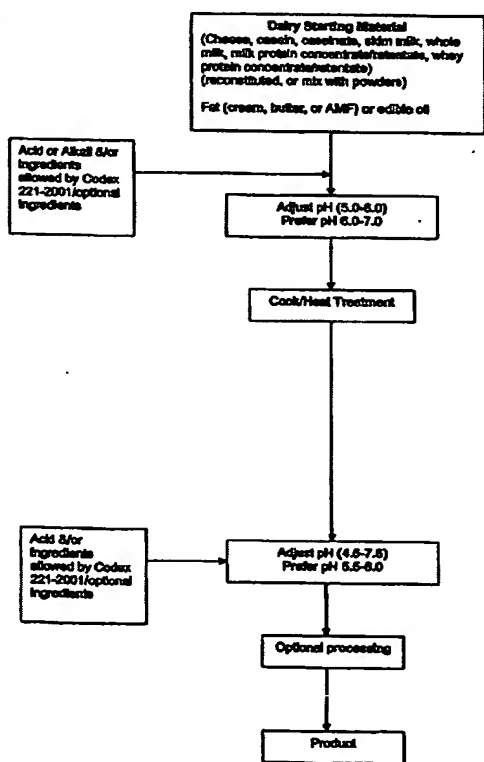 Dairy Starting Material
(Cheese, casein, caseinate, skim milk, whole
milk, milk protein concentrate/retentate, whey
protein concentrate/retentate)
(reconstituted, or mix with powders)
Fat (cream, butter, or AMF) or edible oil
Acid or Alkali &/or
Ingredients
allowed by Codex
221-2001/optional
Ingredients
Adjust pH (5.0-8.0)
Prefer pH 6.0-7.0
Cook/Heat Treatment
Acid &/or
Ingredients
allowed by Codex
221-2001/optional
Ingredients
Adjust pH (4.5-7.5)
Prefer pH 5.5-6.0
Optional processing
Product